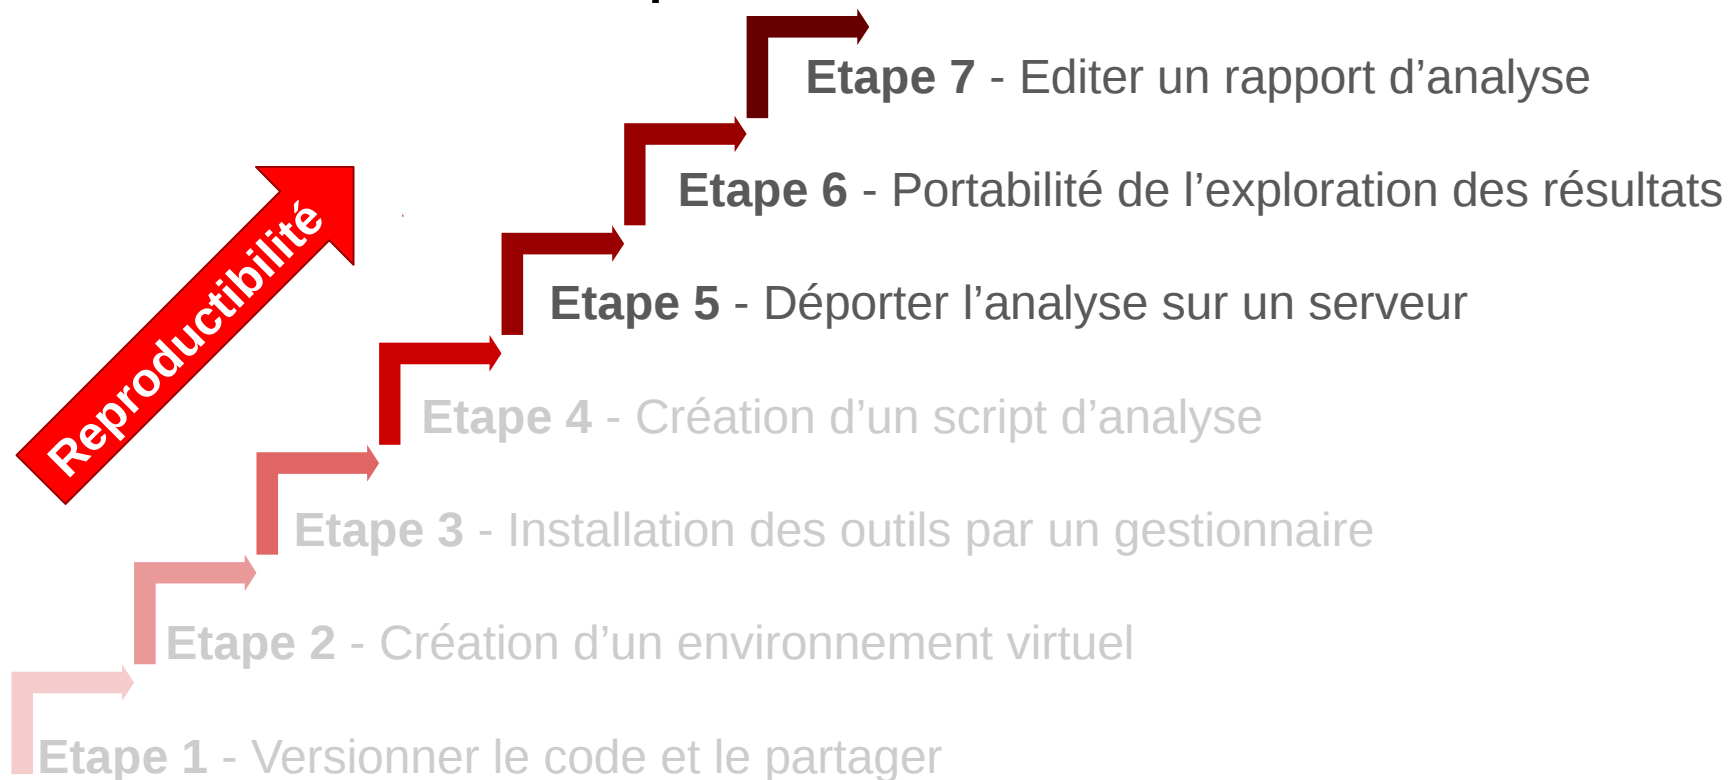 Etape 7 - Editer un rapport d’analyse
Etape 6 - Portabilité de l’exploration des résultats
Etape 5 - Déporter l’analyse sur un serveur
Reproductibilité
Etape 4 - Création d’un script d’analyse
Etape 3 - Installation des outils par un gestionnaire
Etape 2 - Création d’un environnement virtuel
Etape 1 - Versionner le code et le partager